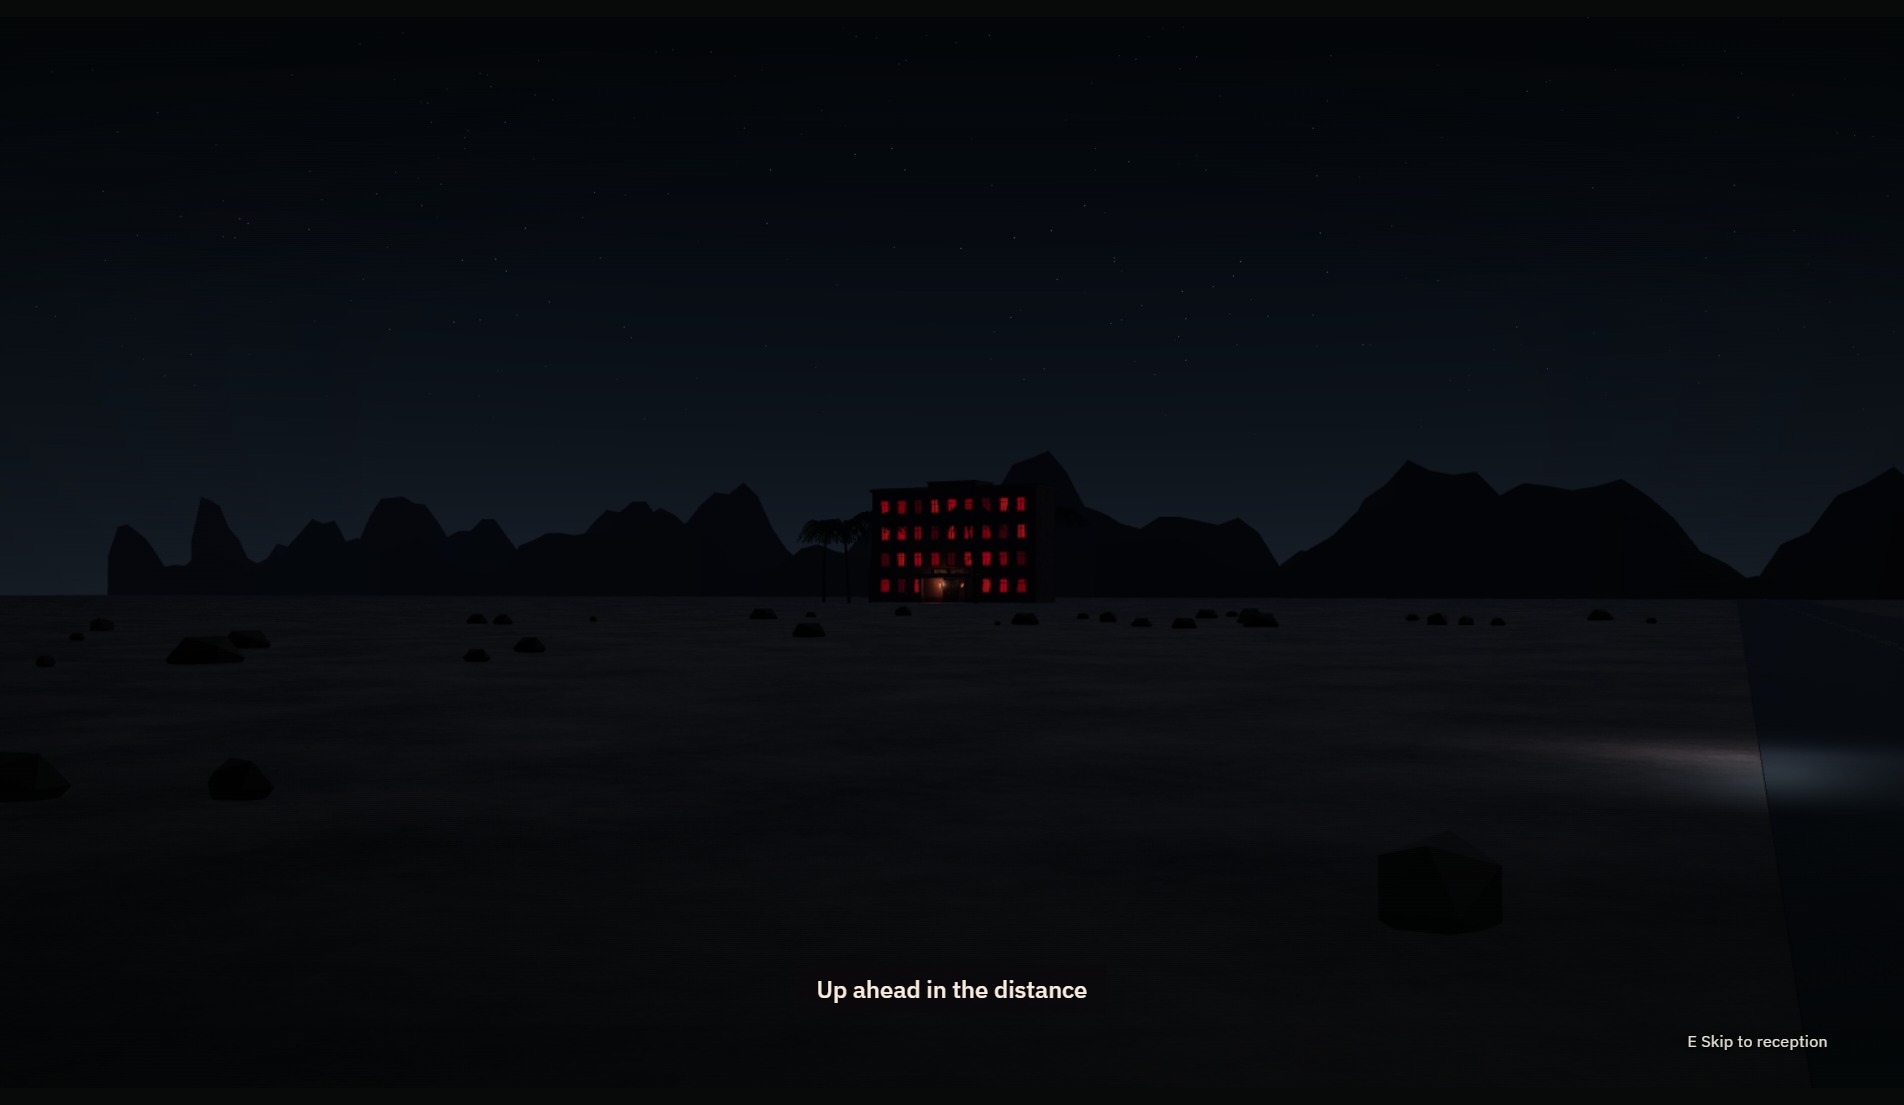 Up ahead in the distance
E Skip to reception